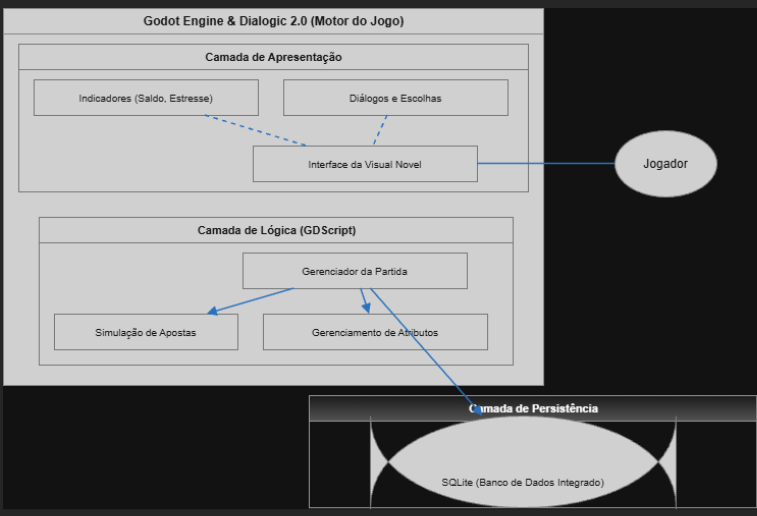 Godot Engine & Dialogic 2.0 (Motor do Jogo)
Camada de Apresentação
Indicadores (Saldo, Estresse)
Diálogos e Escolhas
Interface da Visual Novel
Jogador
Camada de Lógica (GDScript)
Gerenciador da Partida
Simulação de Apostas
Gerenciamento de Atributos
Camada de Persistência
SQLite (Banco de Dados Integrado)